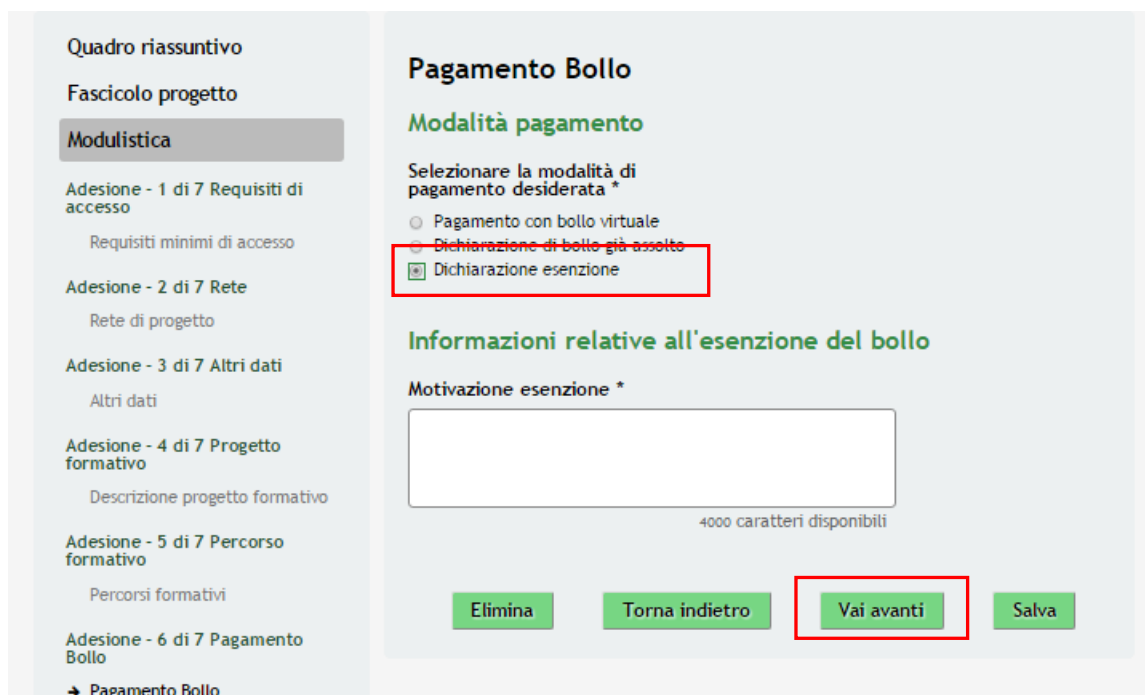 Quadro riassuntivo
Fascicolo progetto
Modulistica
Adesione - 1 di 7 Requisiti di
accesso
Requisiti minimi di accesso
Adesione - 2 di 7 Rete
Rete di progetto
Adesione - 3 di 7 Altri dati
Altri dati
Adesione - 4 di 7 Progetto
formativo
Descrizione progetto formativo
Adesione - 5 di 7 Percorso
formativo
Percorsi formativi
Adesione - 6 di 7 Pagamento
Bollo
➔ Pagamento Bollo
Pagamento Bollo
Modalità pagamento
Selezionare la modalità di
pagamento desiderata *
Pagamento con bollo virtuale
Dichiarazione di bollo già assolto
Dichiarazione esenzione
Informazioni relative all'esenzione del bollo
Motivazione esenzione *
4000 caratteri disponibili
Elimina Torna indietro Vai avanti Salva